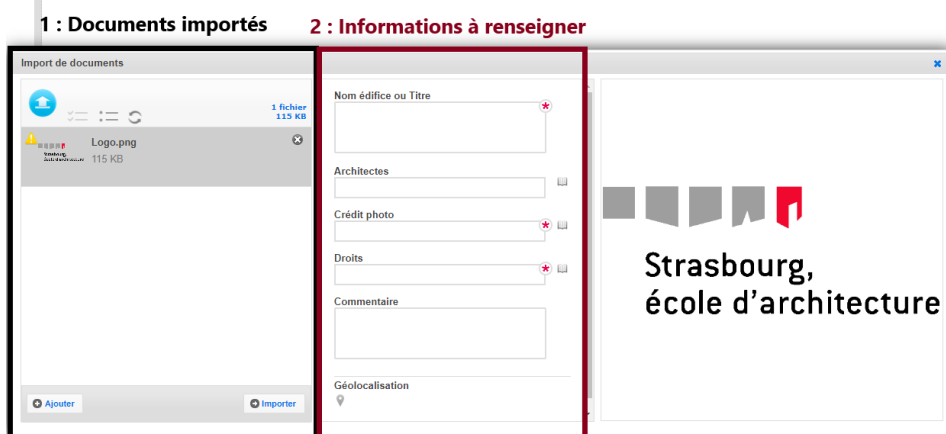 1 : Documents importés
2 : Informations à renseigner
Import de documents
1 fichier
115 KB
Logo.png
115 KB
Ajouter
Importer
Nom édifice ou Titre
*
Architectes
Crédit photo
*
Droits
*
Commentaire
Géolocalisation
Strasbourg,
école d'architecture